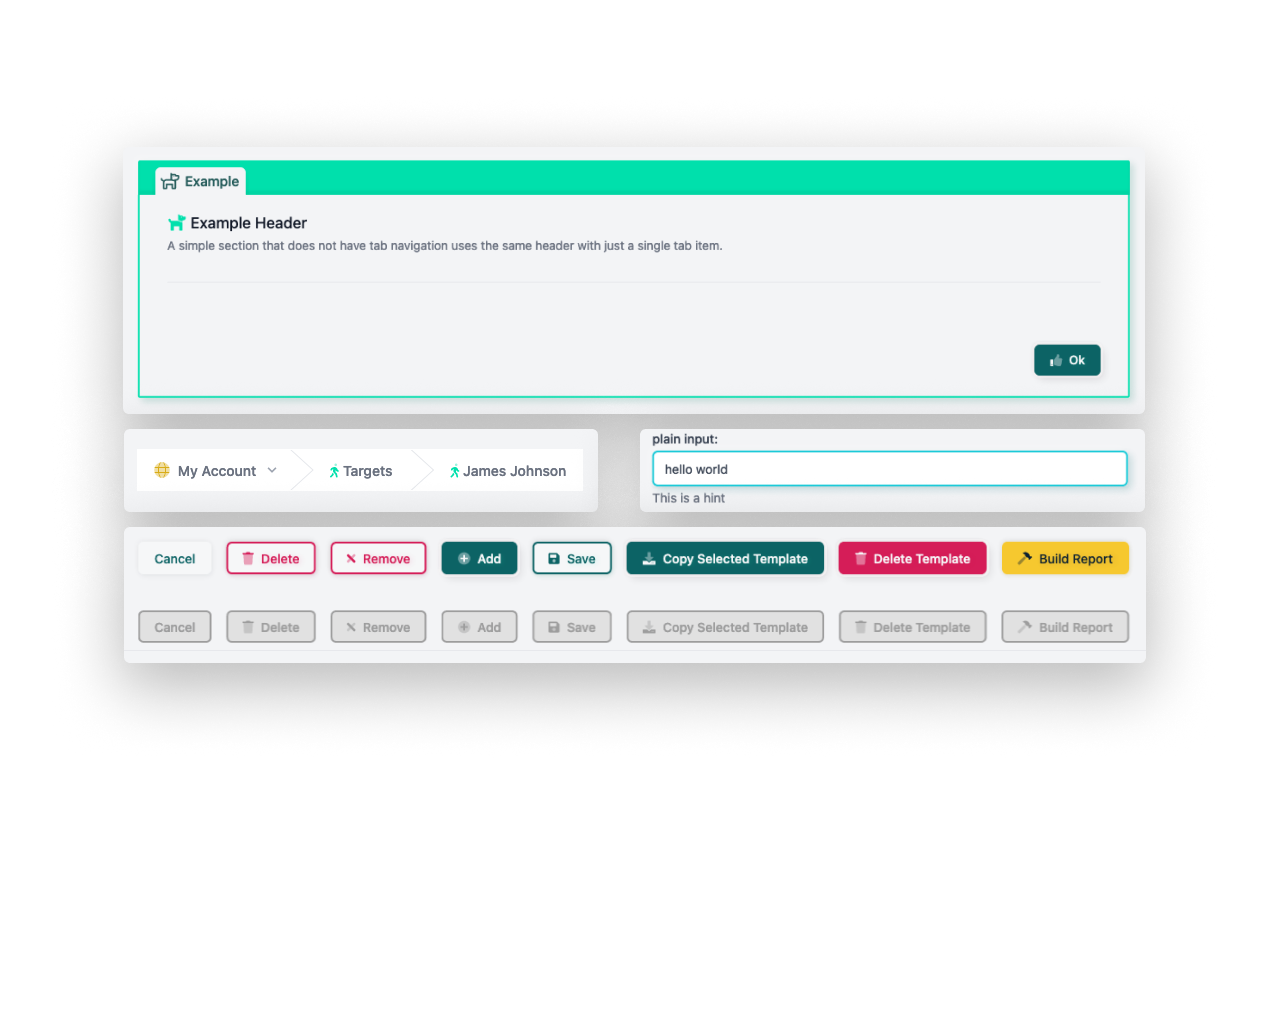 Example
Example Header
A simple section that does not have tab navigation uses the same header with just a single tab item.
Ok
My Account Targets James Johnson
plain input:
hello world
This is a hint
Cancel Delete Remove Add Save Copy Selected Template Delete Template Build Report
Cancel Delete Remove Add Save Copy Selected Template Delete Template Build Report